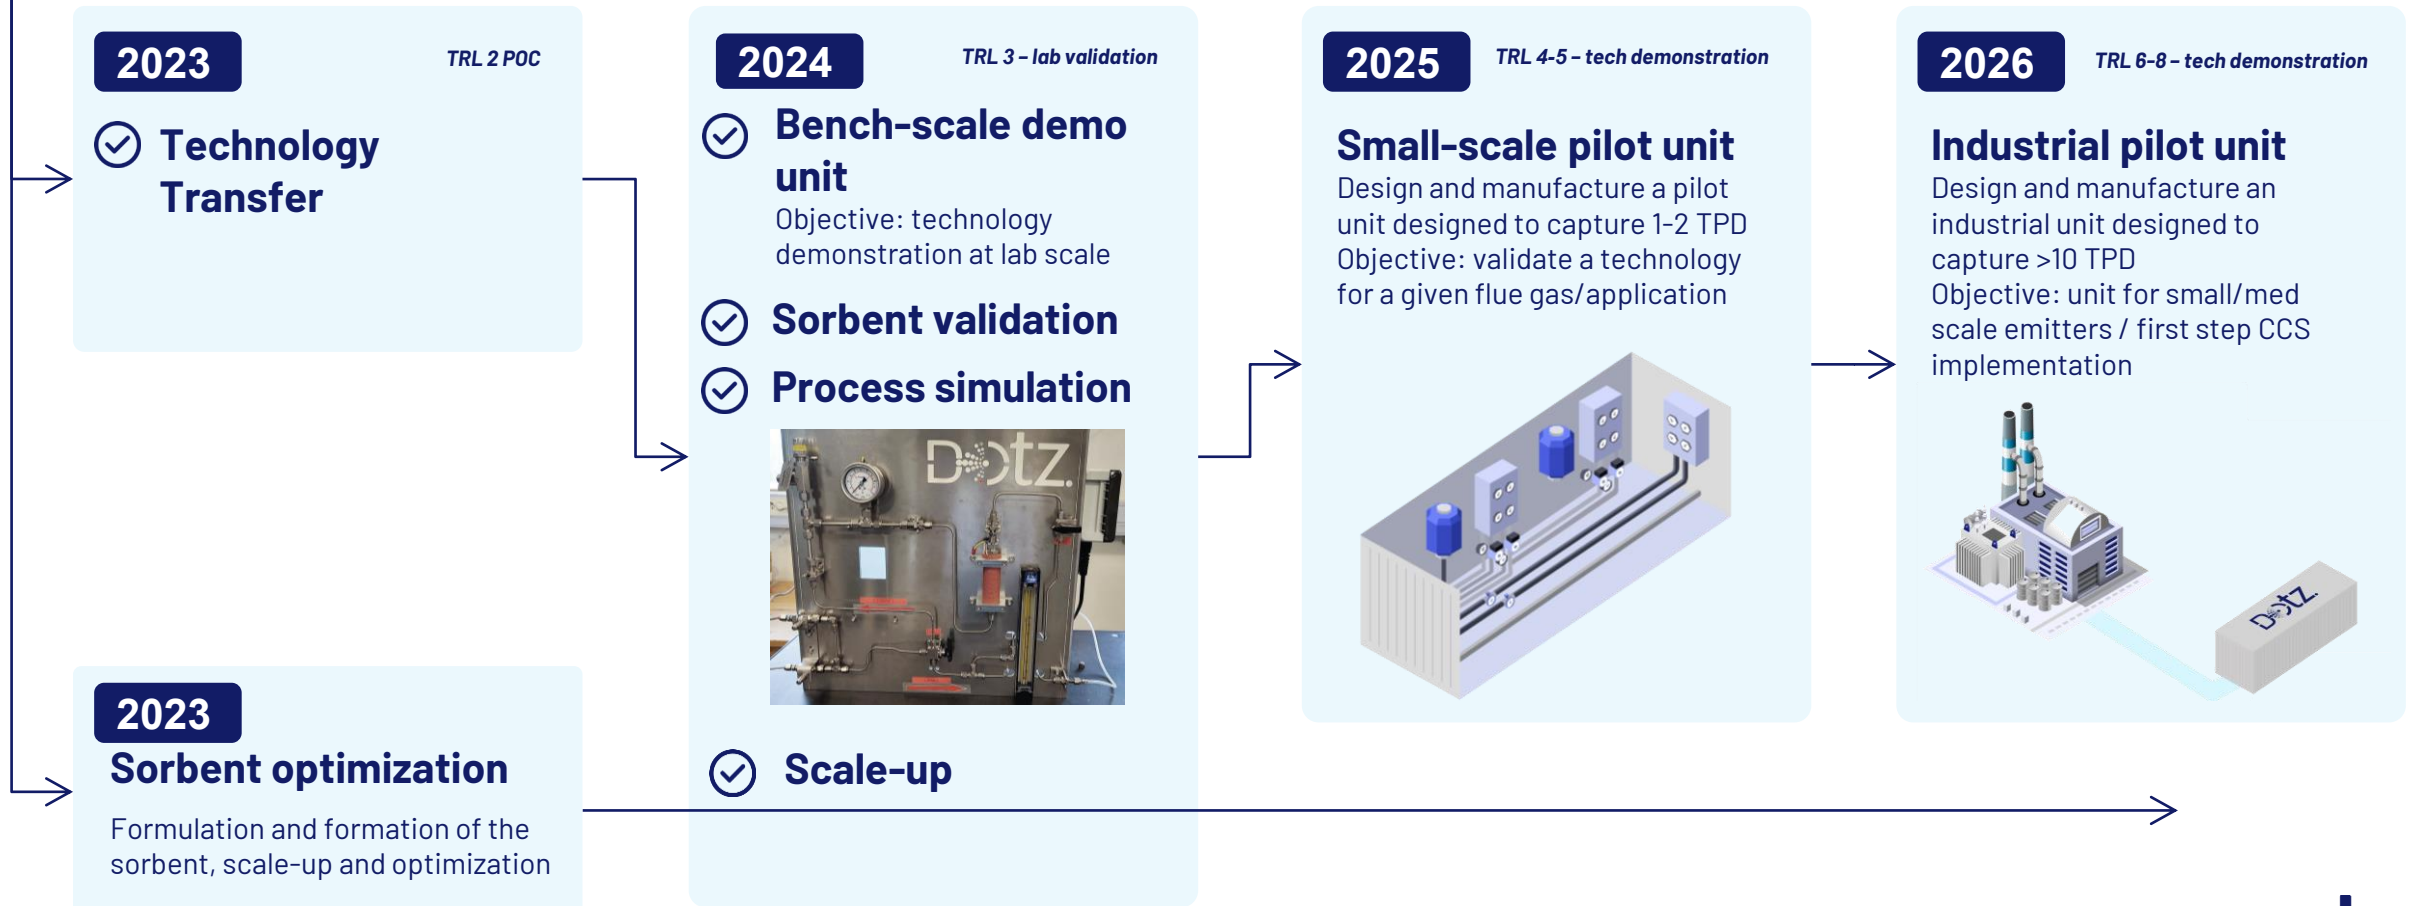 2023
TRL 2 POC
Technology
Transfer
2024
TRL 3 – lab validation
Bench-scale demo
unit
Objective: technology
demonstration at lab scale
Sorbent validation
Process simulation
Dotz.
Scale-up
2025
TRL 4-5 – tech demonstration
Small-scale pilot unit
Design and manufacture a pilot
unit designed to capture 1-2 TPD
Objective: validate a technology
for a given flue gas/application
2026
TRL 6-8 – tech demonstration
Industrial pilot unit
Design and manufacture an
industrial unit designed to
capture >10 TPD
Objective: unit for small/med
scale emitters / first step CCS
implementation
Dotz.
2023
Sorbent optimization
Formulation and formation of the
sorbent, scale-up and optimization